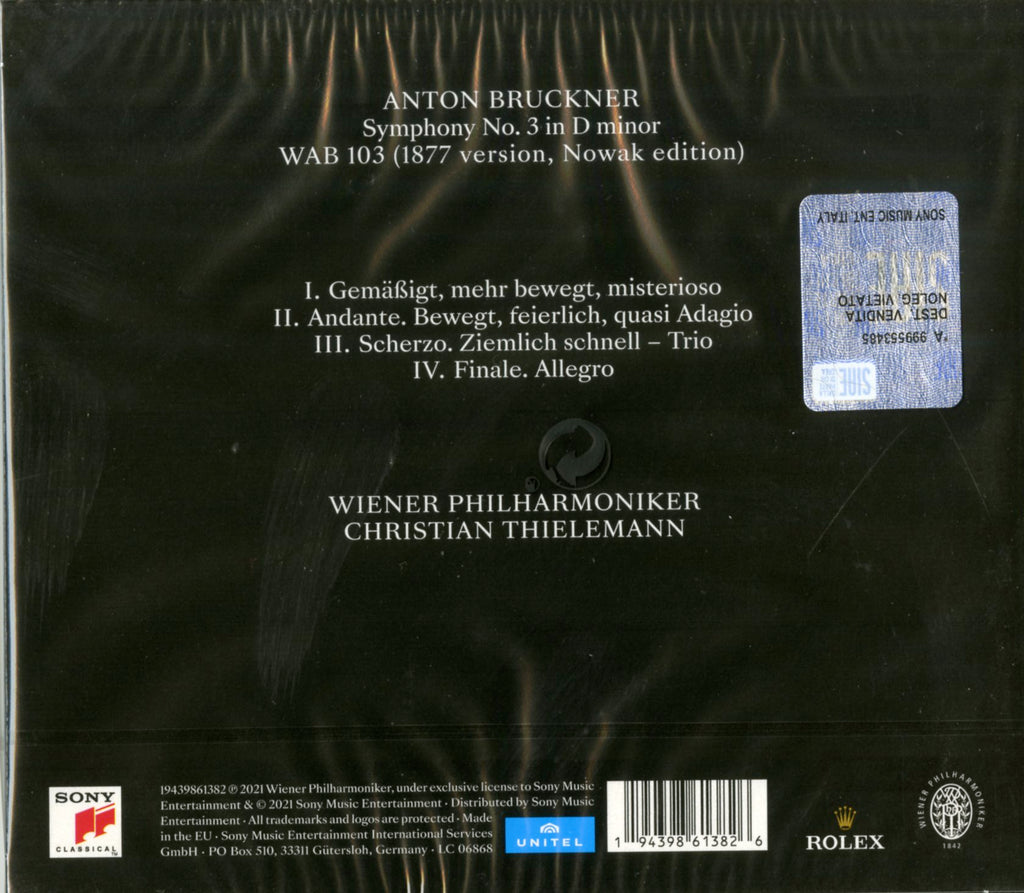 ANTON BRUCKNER
Symphony No. 3 in D minor
WAB 103 (1877 version, Nowak edition)
SONY MUSIC ENT. ITALY
DEST. VENDITA
NOLEG. VIETATO
*A 999553485
SIAE
I. Gemäßigt, mehr bewegt, misterioso
II. Andante. Bewegt, feierlich, quasi Adagio
III. Scherzo. Ziemlich schnell – Trio
IV. Finale. Allegro
WIENER PHILHARMONIKER
CHRISTIAN THIELEMANN
SONY
CLASSICAL™
19439861382 ℗ 2021 Wiener Philharmoniker, under exclusive license to Sony Music
Entertainment & © 2021 Sony Music Entertainment · Distributed by Sony Music
Entertainment · All trademarks and logos are protected · Made
in the EU · Sony Music Entertainment International Services
GmbH · PO Box 510, 33311 Gütersloh, Germany · LC 06868
UNITEL
1 94398 61382 6
ROLEX
WIENER PHILHARMONIKER
1842